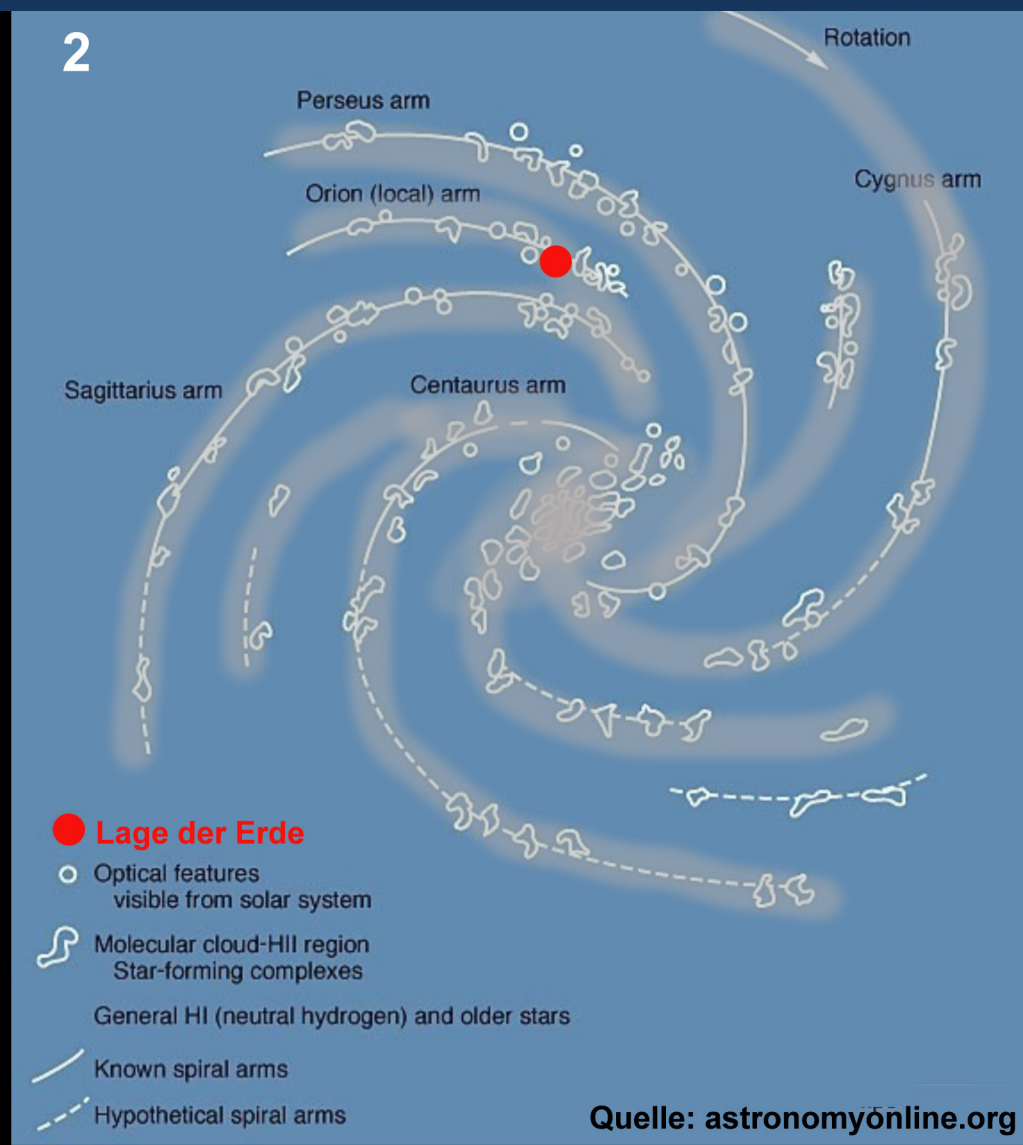 2
Rotation
Perseus arm
Cygnus arm
Orion (local) arm
Sagittarius arm
Centaurus arm
Lage der Erde
Optical features
visible from solar system
Molecular cloud-HII region
Star-forming complexes
General HI (neutral hydrogen) and older stars
Known spiral arms
Hypothetical spiral arms
Quelle: astronomyonline.org